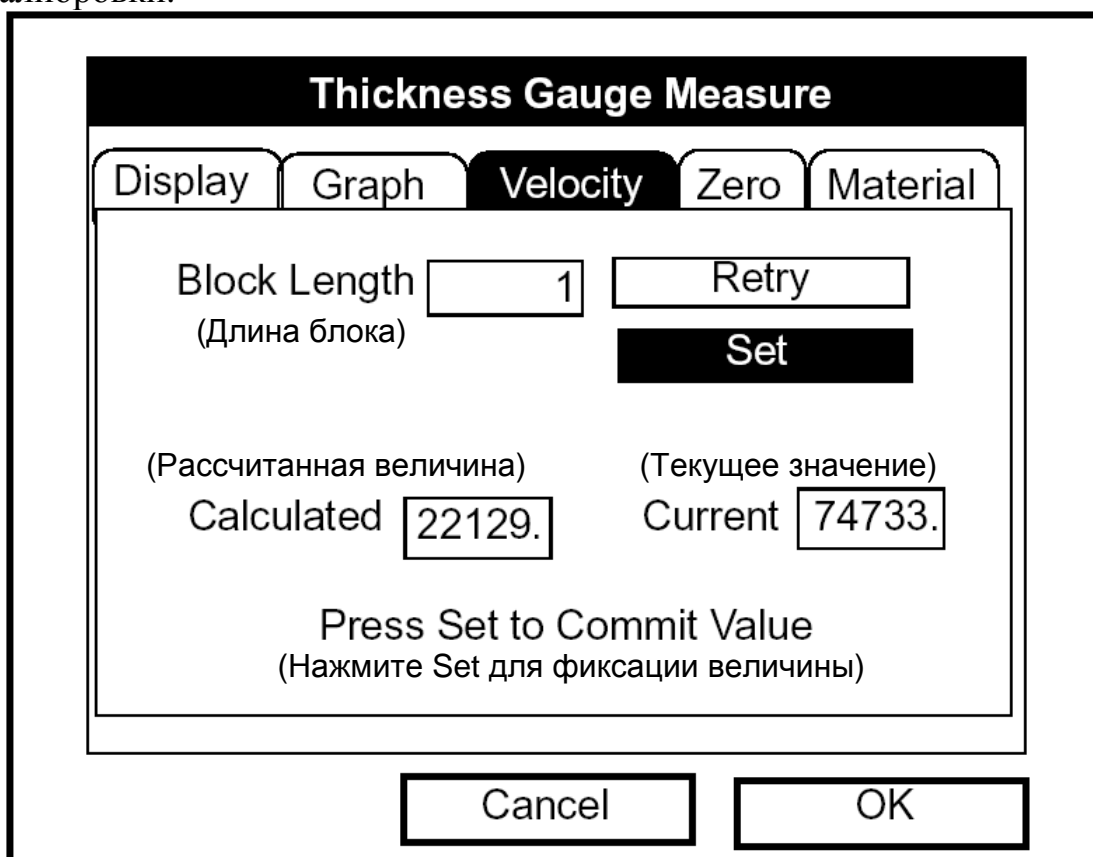 Thickness Gauge Measure
Display Graph Velocity Zero Material
Block Length 1 Retry
(Длина блока)
Set
(Рассчитанная величина) (Текущее значение)
Calculated 22129. Current 74733.
Press Set to Commit Value
(Нажмите Set для фиксации величины)
Cancel OK